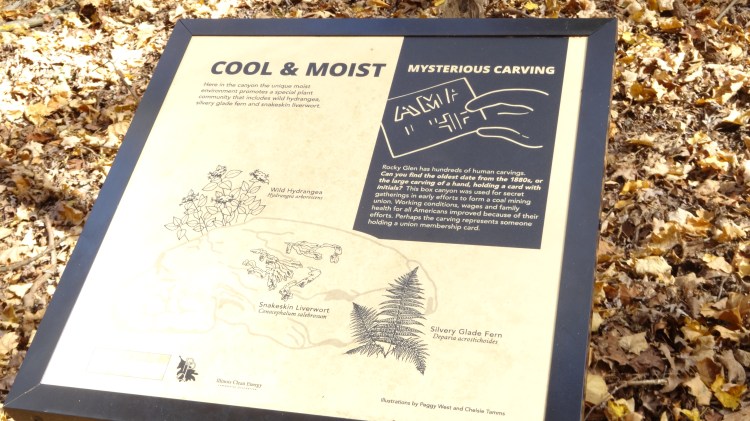 COOL & MOIST
Here in the canyon the unique moist
environment promotes a special plant
community that includes wild hydrangea,
silvery glade fern and snakeskin liverwort.
MYSTERIOUS CARVING
AMF
Rocky Glen has hundreds of human carvings.
Can you find the oldest date from the 1880s, or
the large carving of a hand, holding a card with
initials? This box canyon was used for secret
gatherings in early efforts to form a coal mining
union. Working conditions, wages and family
health for all Americans improved because of their
efforts. Perhaps the carving represents someone
holding a union membership card.
Wild Hydrangea
Hydrangea arborescens
Snakeskin Liverwort
Conocephalum salebrosum
Silvery Glade Fern
Deparia acrostichoides
Illinois Clean Energy
Illustrations by Peggy West and Chelsie Tamms